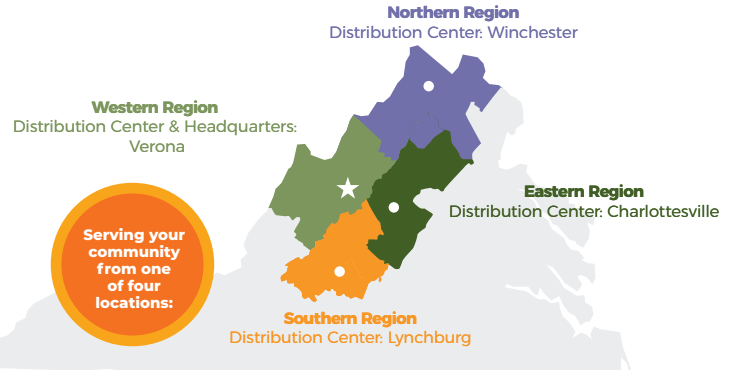 Northern Region
Distribution Center: Winchester
Western Region
Distribution Center & Headquarters:
Verona
Eastern Region
Distribution Center: Charlottesville
Serving your
community
from one
of four
locations:
Southern Region
Distribution Center: Lynchburg